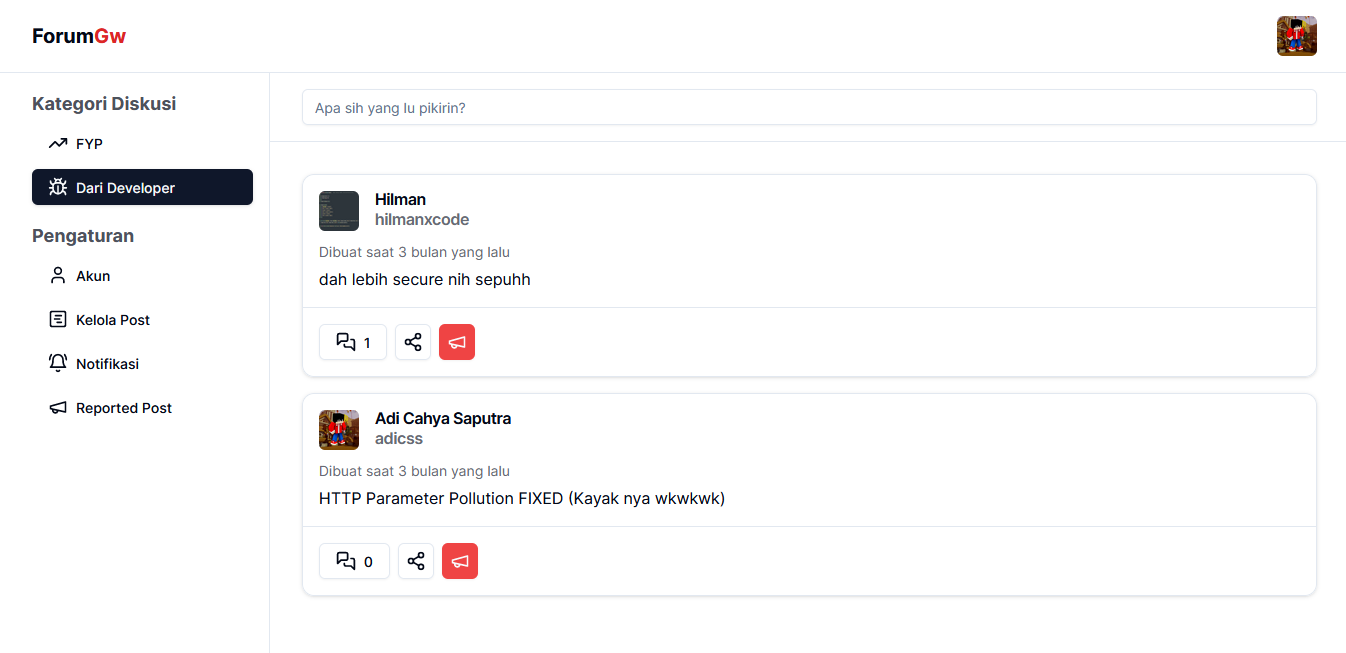 ForumGw
Kategori Diskusi
FYP
Dari Developer
Pengaturan
Akun
Kelola Post
Notifikasi
Reported Post
Apa sih yang lu pikirin?
Hilman
hilmanxcode
Dibuat saat 3 bulan yang lalu
dah lebih secure nih sepuhh
1
Adi Cahya Saputra
adicss
Dibuat saat 3 bulan yang lalu
HTTP Parameter Pollution FIXED (Kayak nya wkwkwk)
0